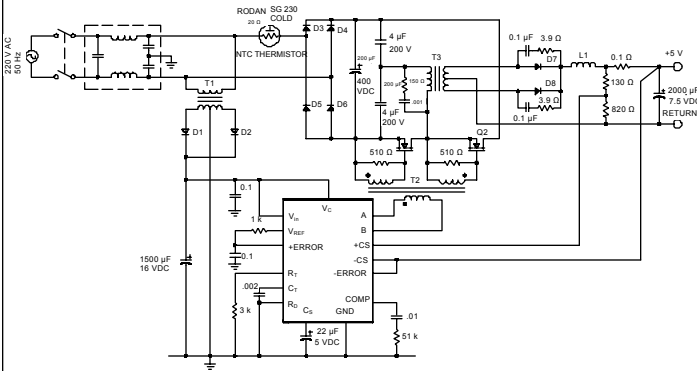 RODAN SG 230
20 Ω COLD
NTC THERMISTOR
220 V AC
50 Hz
D3
D4
D5
D6
4 µF
200 V
200 µF
400
VDC
200 µF
150 Ω
.001
4 µF
200 V
T3
0.1 µF
3.9 Ω
D7
D8
3.9 Ω
0.1 µF
L1
0.1 Ω
+5 V
130 Ω
820 Ω
2000 µF
7.5 VDC
RETURN
T1
D1
D2
510 Ω
510 Ω
Q2
T2
0.1
1 k
0.1
1500 µF
16 VDC
.002
3 k
VC
Vin
VREF
+ERROR
RT
CT
RD
CS
GND
A
B
+CS
-CS
-ERROR
COMP
22 µF
5 VDC
.01
51 k